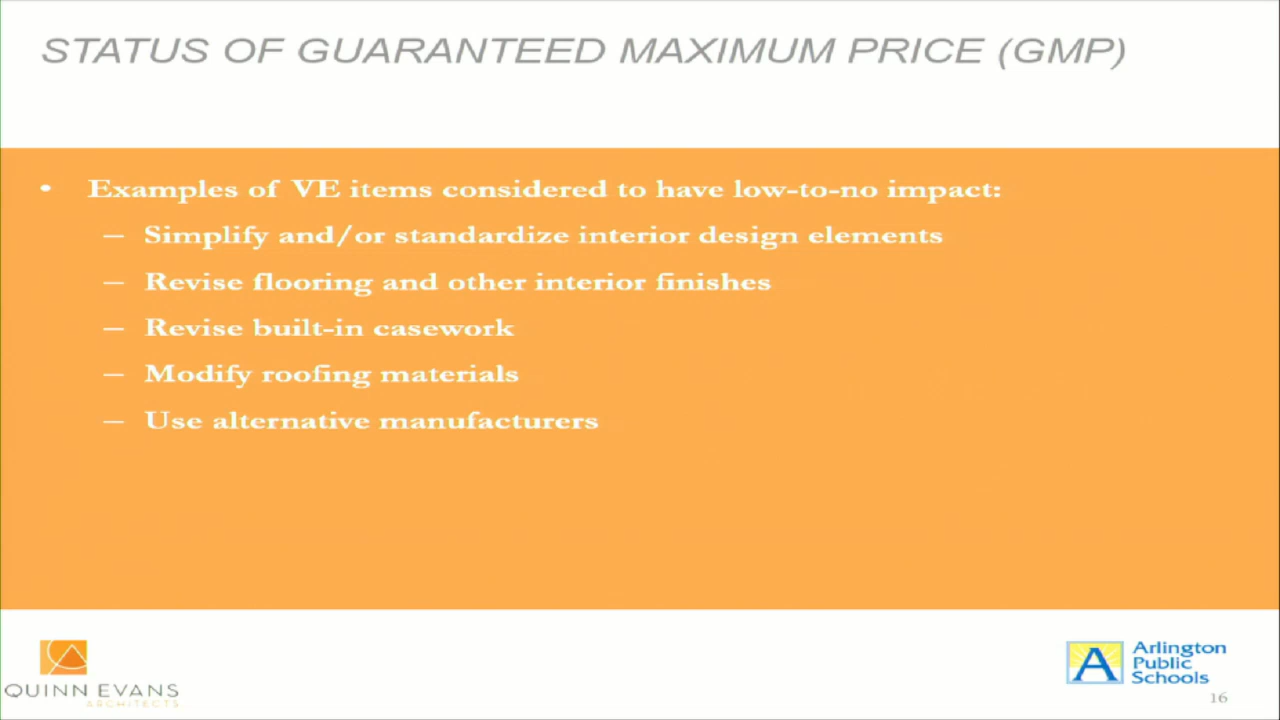 STATUS OF GUARANTEED MAXIMUM PRICE (GMP)
• Examples of VE items considered to have low-to-no impact:
– Simplify and/or standardize interior design elements
– Revise flooring and other interior finishes
– Revise built-in casework
– Modify roofing materials
– Use alternative manufacturers
QUINN EVANS
ARCHITECTS
A
Arlington
Public
Schools
16